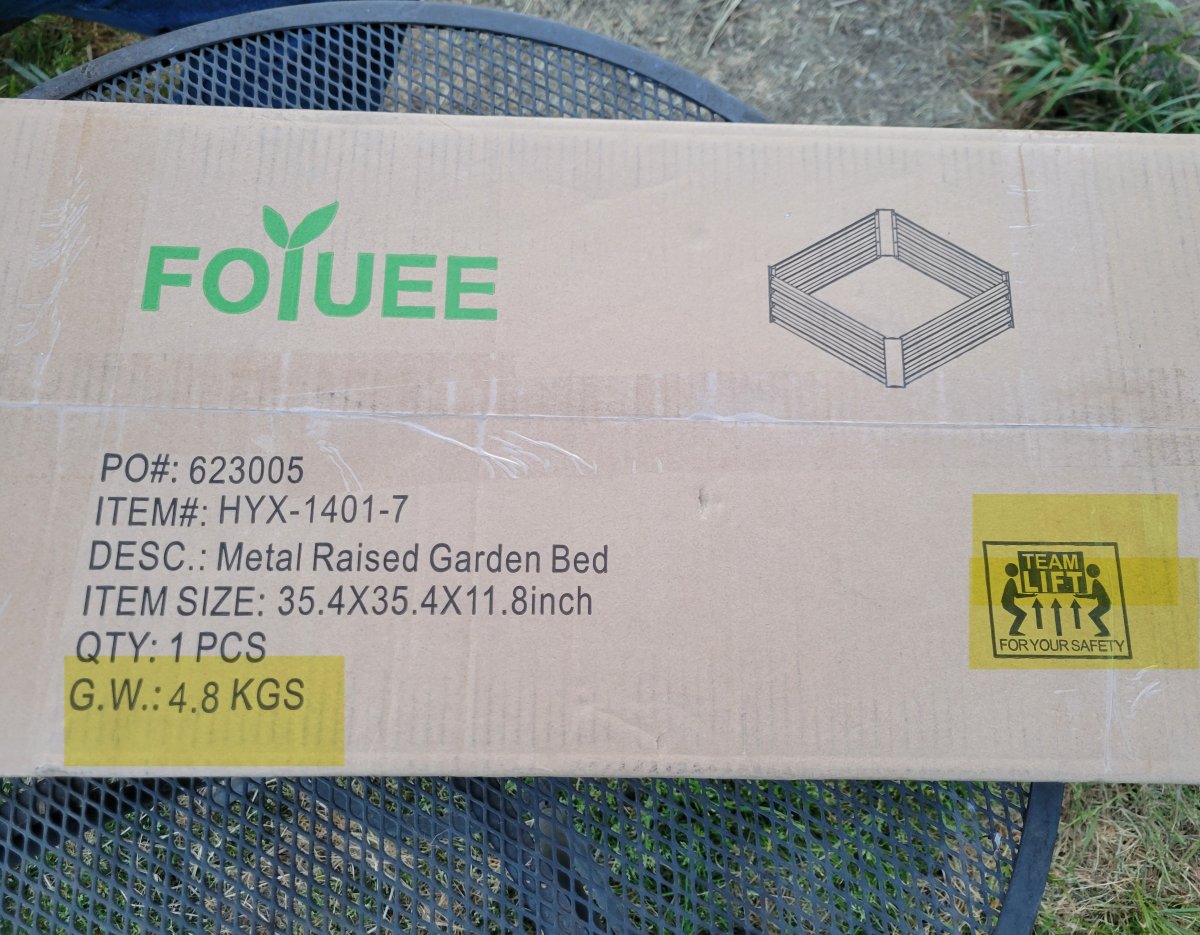 FOYUEE
PO#: 623005
ITEM#: HYX-1401-7
DESC.: Metal Raised Garden Bed
ITEM SIZE: 35.4X35.4X11.8inch
QTY: 1 PCS
G.W.: 4.8 KGS
TEAM
LIFT
FOR YOUR SAFETY